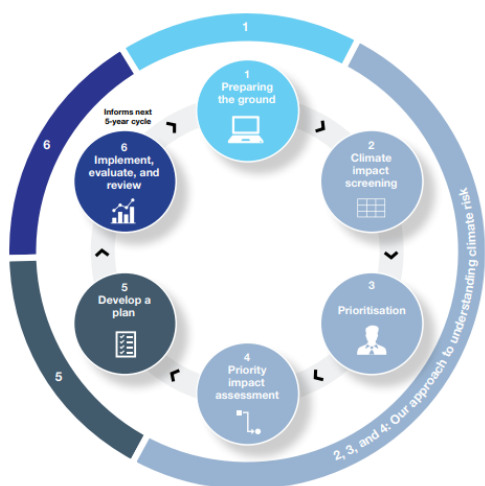 1
1
Preparing
the ground
Informs next
5-year cycle
6
6
Implement,
evaluate, and
review
2
Climate
impact
screening
3
Prioritisation
5
Develop a
plan
4
Priority
impact
assessment
5
2, 3, and 4: Our approach to understanding climate risk